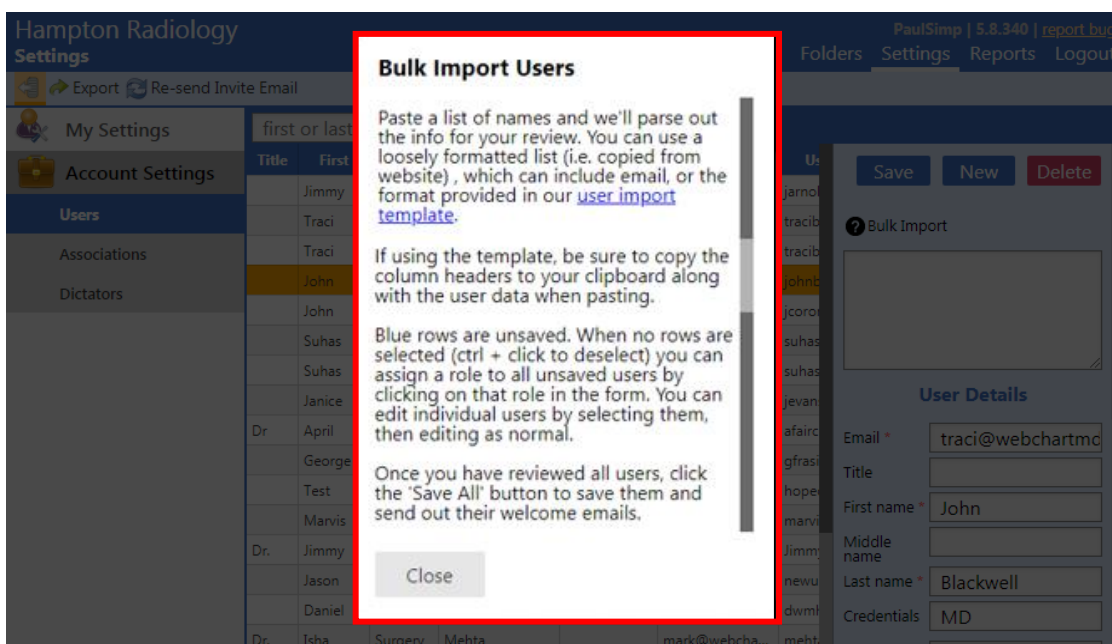 Hampton Radiology
PaulSimp | 5.8.340 | report bug
Settings
Folders Settings Reports Logout
Export Re-send Invite Email
My Settings
Account Settings
Users
Associations
Dictators
first or last
Title First
Jimmy
Traci
Traci
John
John
Suhas
Suhas
Janice
Dr April
George
Test
Marvis
Dr. Jimmy
Jason
Daniel
Dr. Isha Surgery Mehta mark@webcha...
Bulk Import Users
Paste a list of names and we'll parse out
the info for your review. You can use a
loosely formatted list (i.e. copied from
website) , which can include email, or the
format provided in our user import
template.
If using the template, be sure to copy the
column headers to your clipboard along
with the user data when pasting.
Blue rows are unsaved. When no rows are
selected (ctrl + click to deselect) you can
assign a role to all unsaved users by
clicking on that role in the form. You can
edit individual users by selecting them,
then editing as normal.
Once you have reviewed all users, click
the 'Save All' button to save them and
send out their welcome emails.
Close
Save New Delete
Bulk Import
User Details
Email * traci@webchartmd
Title
First name * John
Middle
name
Last name * Blackwell
Credentials MD